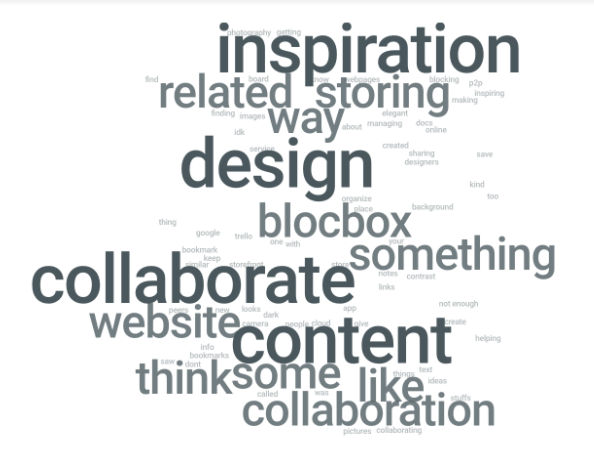 photography getting
inspiration
find board know webpages blocking p2p
related storing
inspiring
making
finding images way elegant
about managing docs
idk online
service created
design
sharing save
designers
kind
organize too
place background
thing blocbox
google trello
one with your
bookmark something
keep
similar storefront store
notes contrast
collaborate
links
not enough
peers new looks app
dark
website camera people cloud give create
content
info helping
bookmarks
saw dont
think some things text
like ideas
called was stuffs
collaboration
pictures collaborating